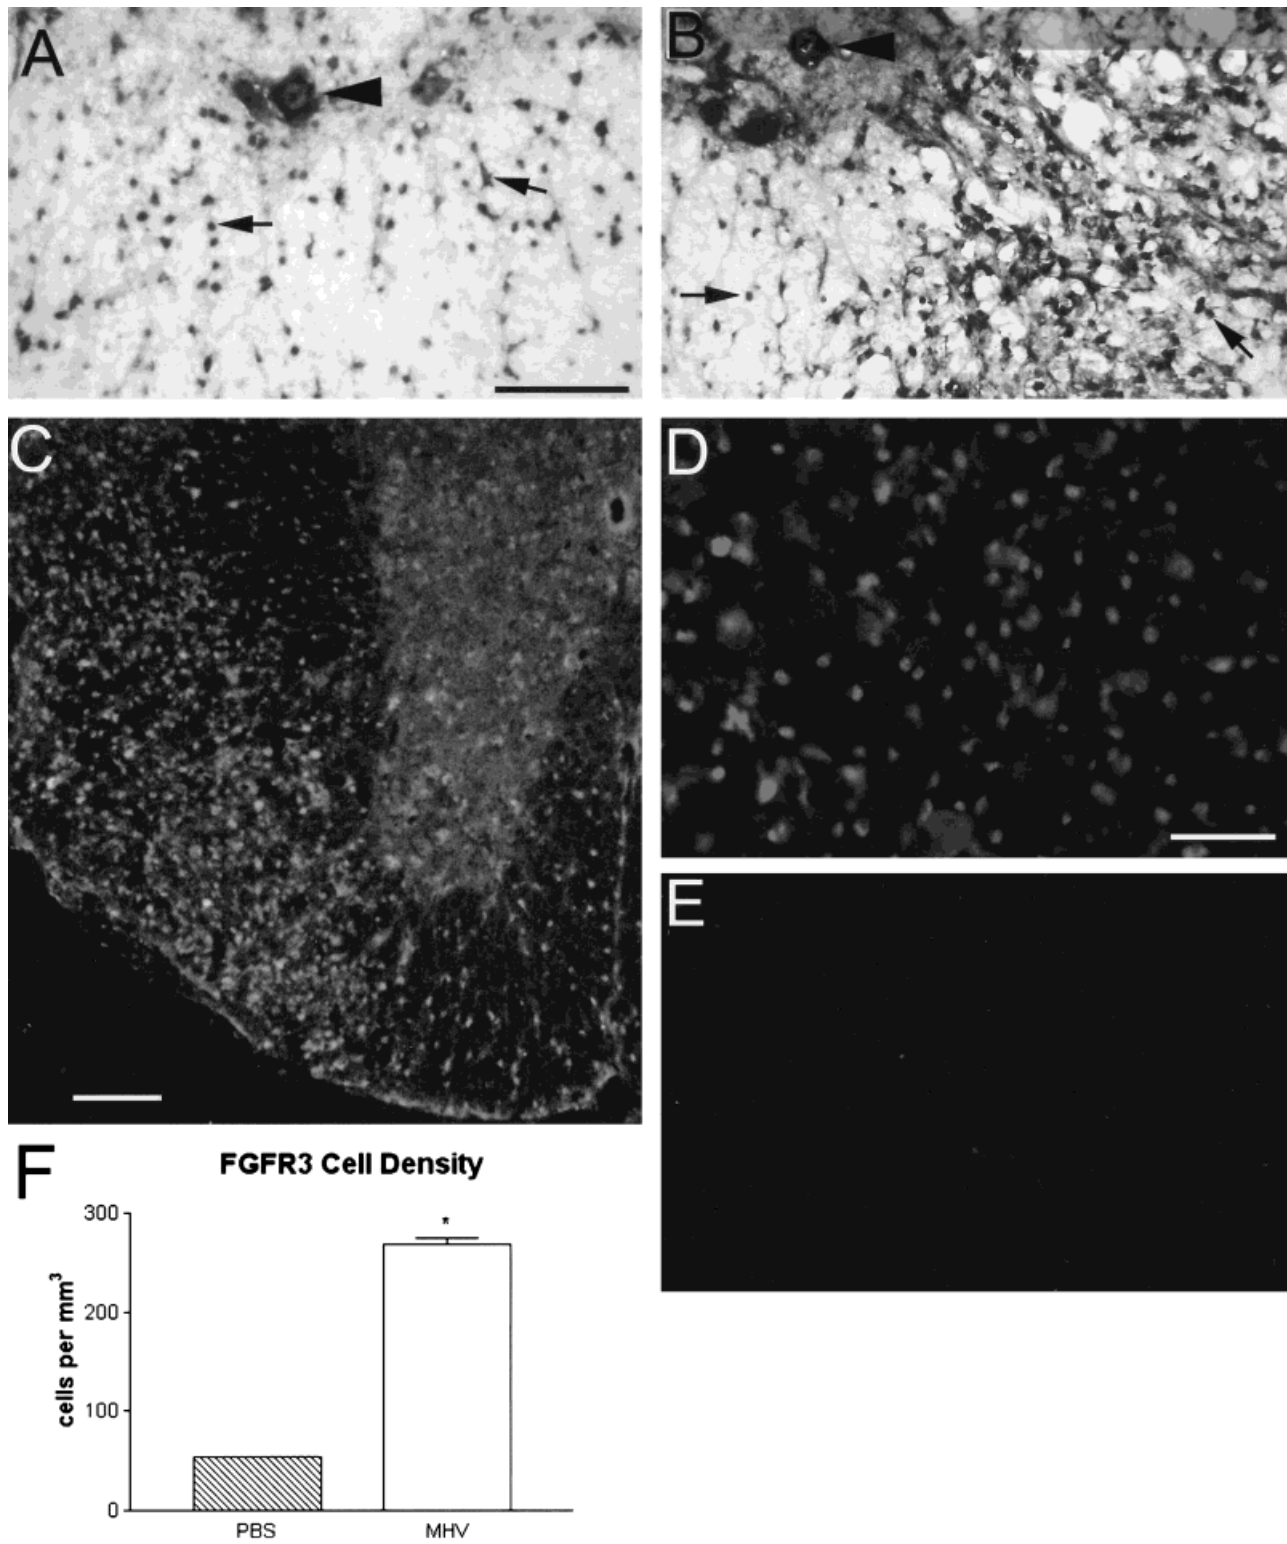 A
B
C
D
E
F
FGFR3 Cell Density
*
300
200
100
0
cells per mm³
PBS
MHV